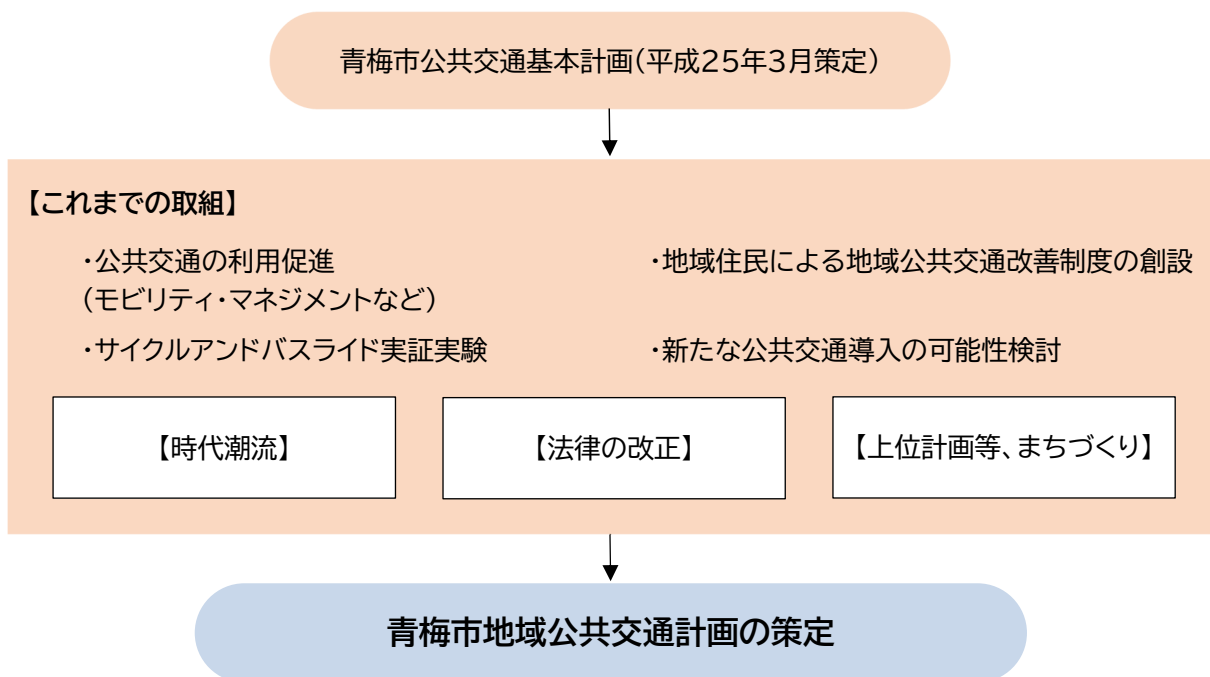 青梅市公共交通基本計画(平成25年3月策定)
【これまでの取組】
・公共交通の利用促進
(モビリティ・マネジメントなど)
・地域住民による地域公共交通改善制度の創設
・サイクルアンドバスライド実証実験
・新たな公共交通導入の可能性検討
【時代潮流】
【法律の改正】
【上位計画等、まちづくり】
青梅市地域公共交通計画の策定